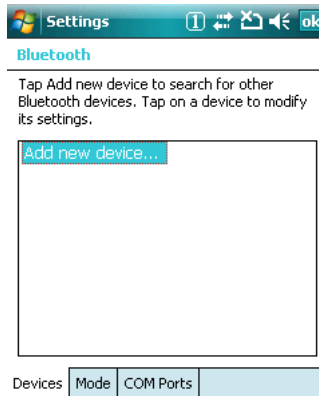 Settings 1 ok
Bluetooth
Tap Add new device to search for other
Bluetooth devices. Tap on a device to modify
its settings.
Add new device...
Devices Mode COM Ports